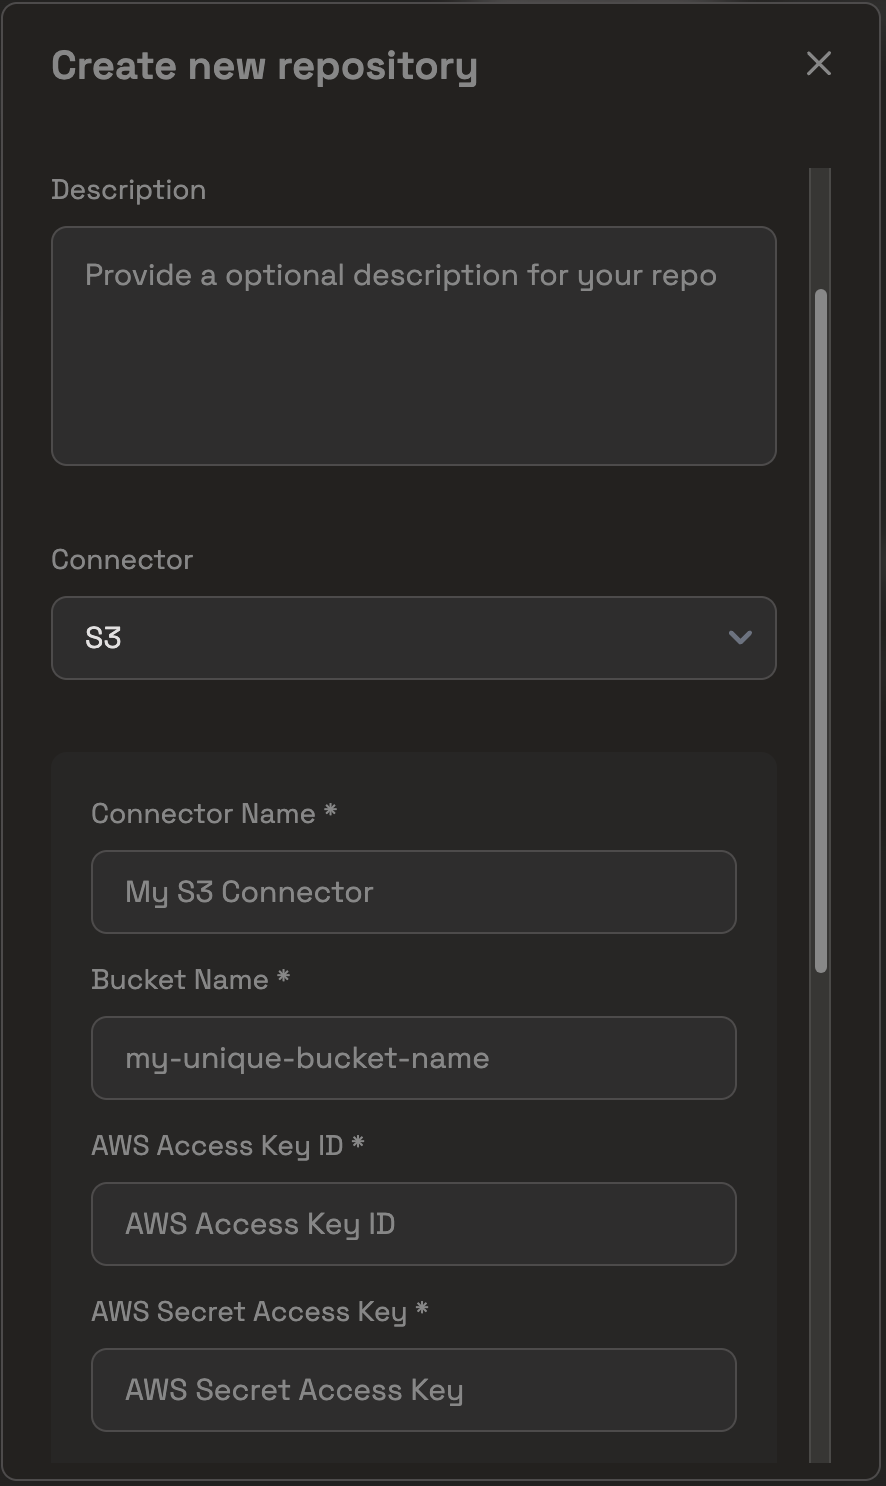 Create new repository
Description
Provide a optional description for your repo
Connector
S3
Connector Name *
My S3 Connector
Bucket Name *
my-unique-bucket-name
AWS Access Key ID *
AWS Access Key ID
AWS Secret Access Key *
AWS Secret Access Key